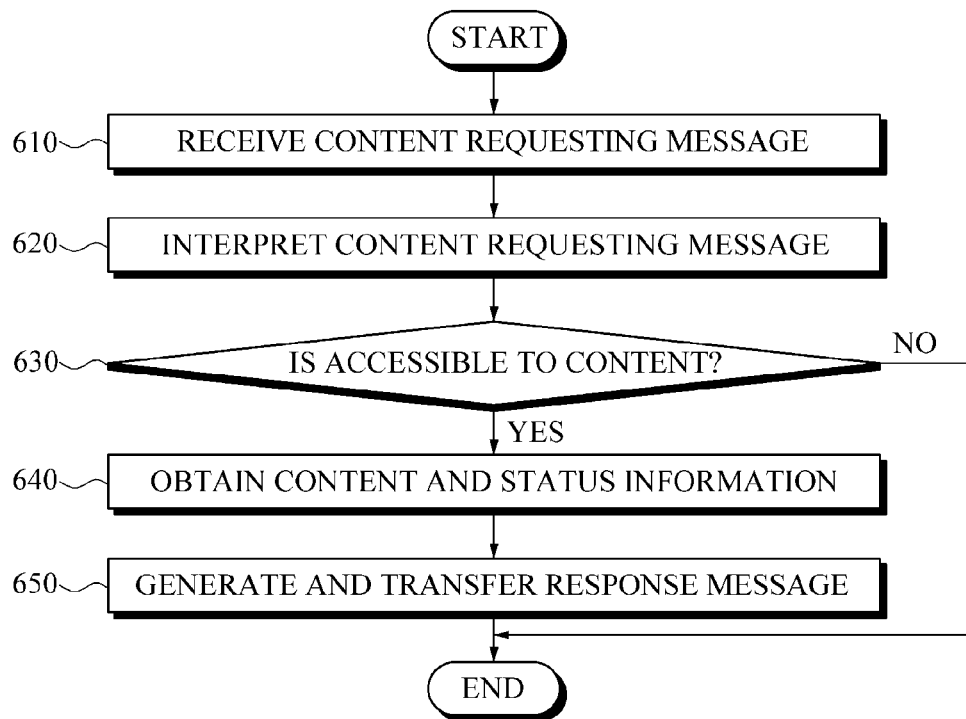 START
610 RECEIVE CONTENT REQUESTING MESSAGE
620 INTERPRET CONTENT REQUESTING MESSAGE
630 IS ACCESSIBLE TO CONTENT? NO
YES
640 OBTAIN CONTENT AND STATUS INFORMATION
650 GENERATE AND TRANSFER RESPONSE MESSAGE
END